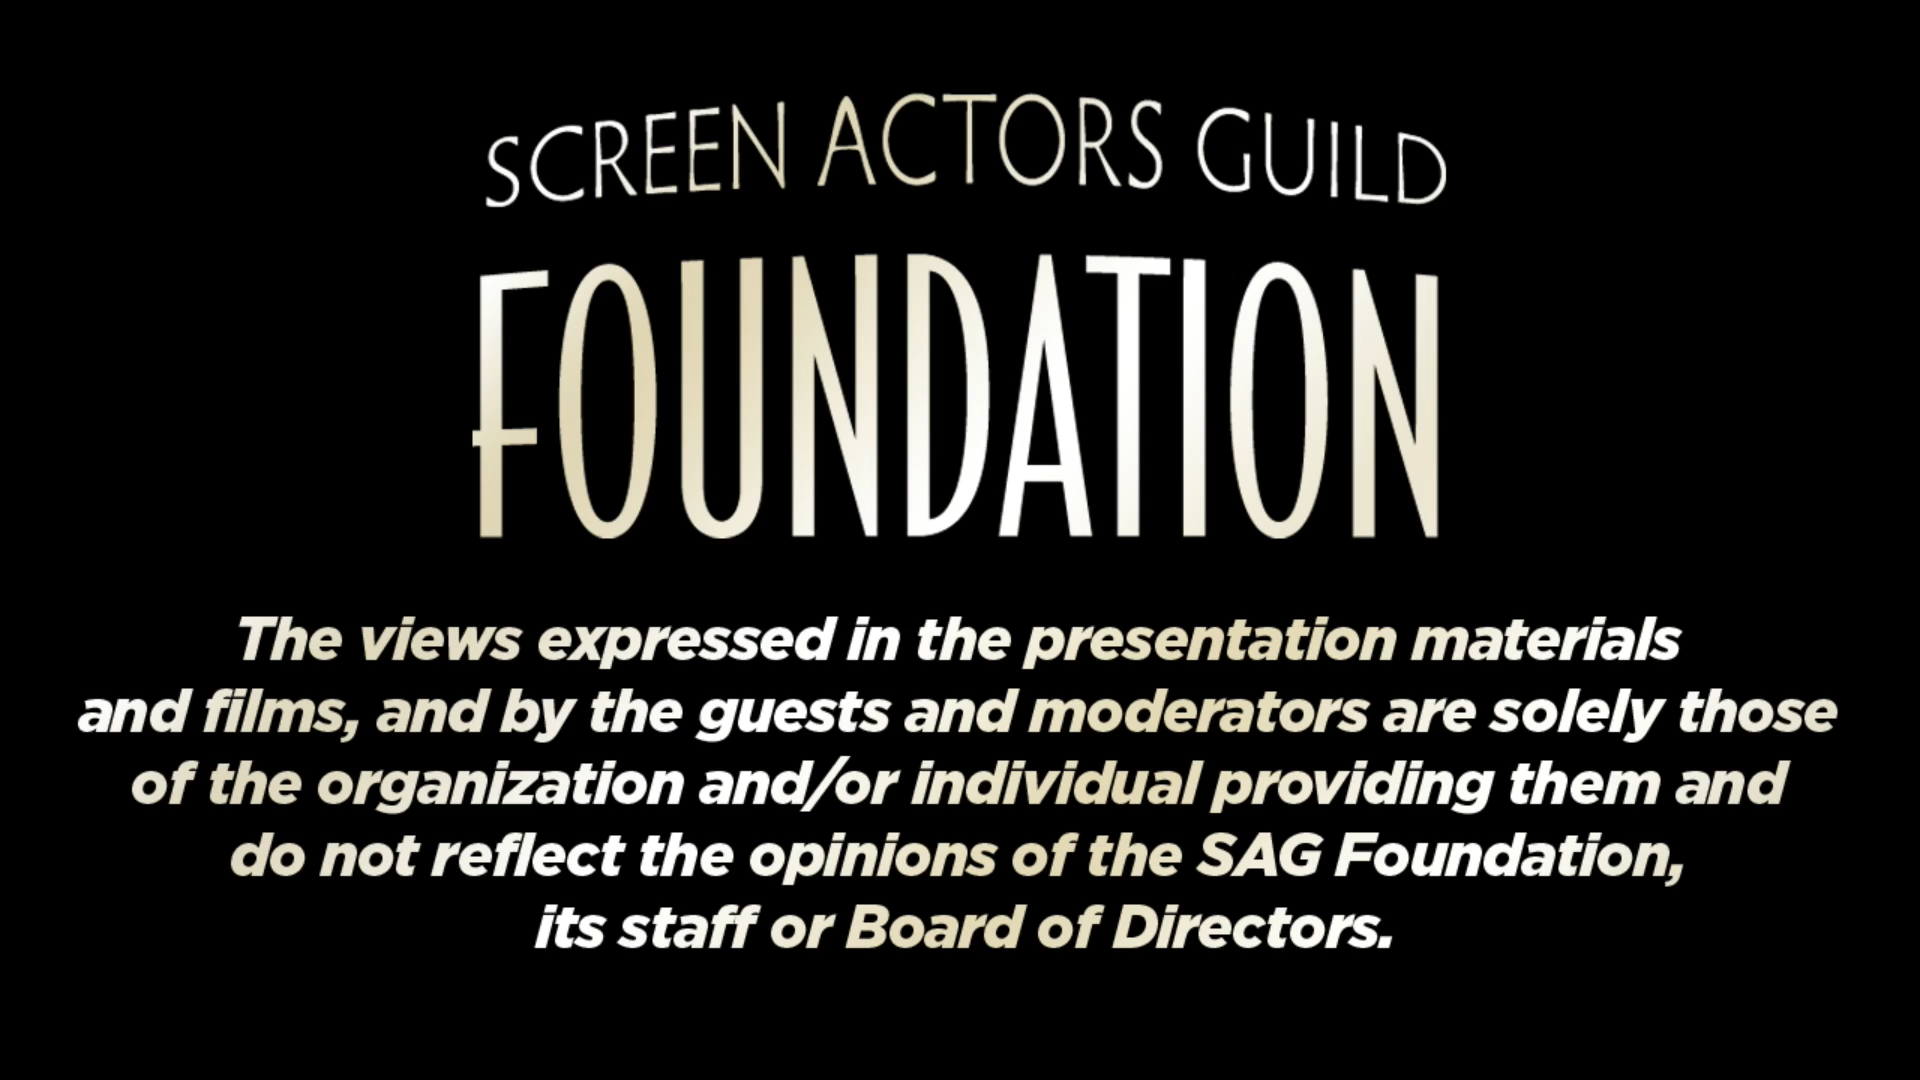 SCREEN ACTORS GUILD
FOUNDATION
The views expressed in the presentation materials
and films, and by the guests and moderators are solely those
of the organization and/or individual providing them and
do not reflect the opinions of the SAG Foundation,
its staff or Board of Directors.